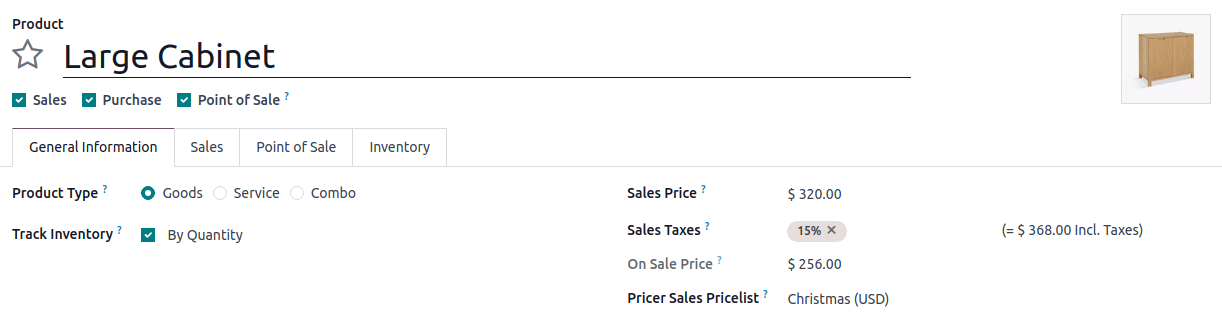 Product
Large Cabinet
Sales Purchase Point of Sale ?
General Information Sales Point of Sale Inventory
Product Type ? Goods Service Combo
Track Inventory ? By Quantity
Sales Price ? $ 320.00
Sales Taxes ? 15% × (= $ 368.00 Incl. Taxes)
On Sale Price ? $ 256.00
Pricer Sales Pricelist ? Christmas (USD)